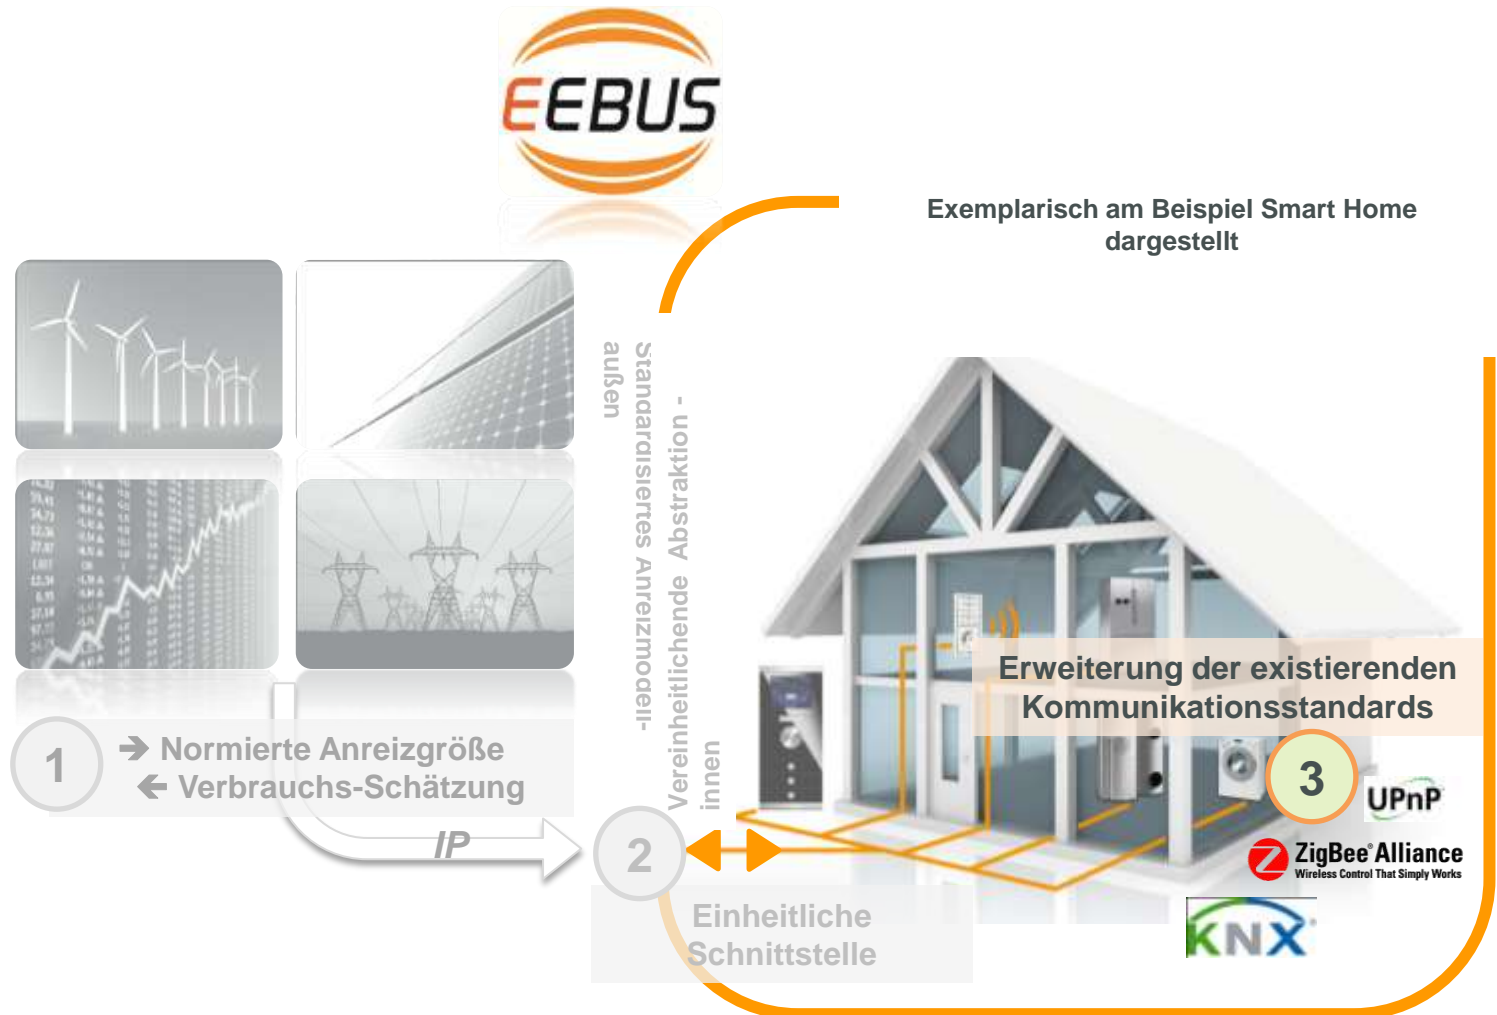 EEBUS
Exemplarisch am Beispiel Smart Home
dargestellt
Standardisiertes Anreizmodell-
außen
Vereinheitlichende Abstraktion -
innen
Erweiterung der existierenden
Kommunikationsstandards
1
➔ Normierte Anreizgröße
← Verbrauchs-Schätzung
IP
2
Einheitliche
Schnittstelle
3
UPnP
ZigBee® Alliance
Wireless Control That Simply Works
KNX®